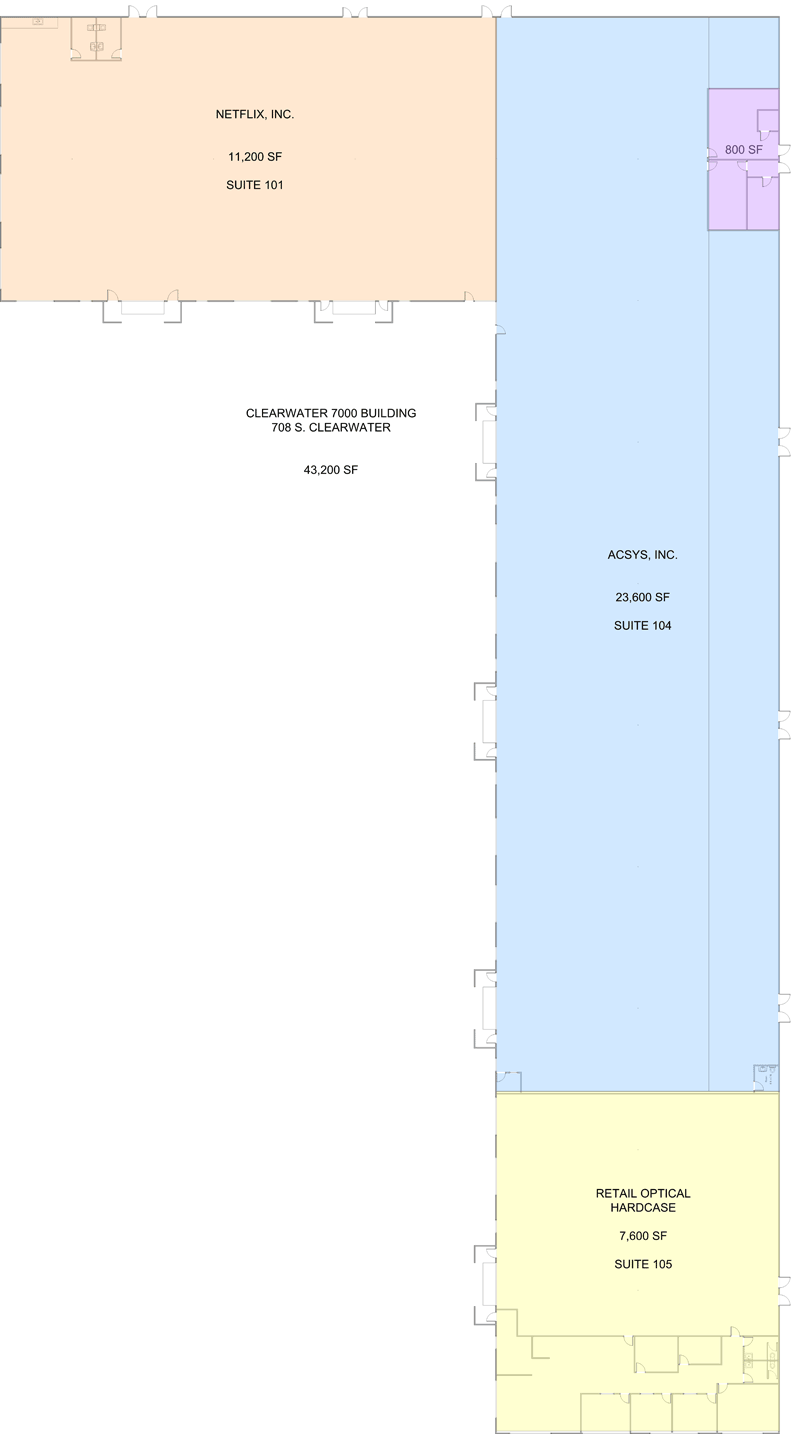 NETFLIX, INC.
11,200 SF
SUITE 101
800 SF
CLEARWATER 7000 BUILDING
708 S. CLEARWATER
43,200 SF
ACSYS, INC.
23,600 SF
SUITE 104
RETAIL OPTICAL
HARDCASE
7,600 SF
SUITE 105